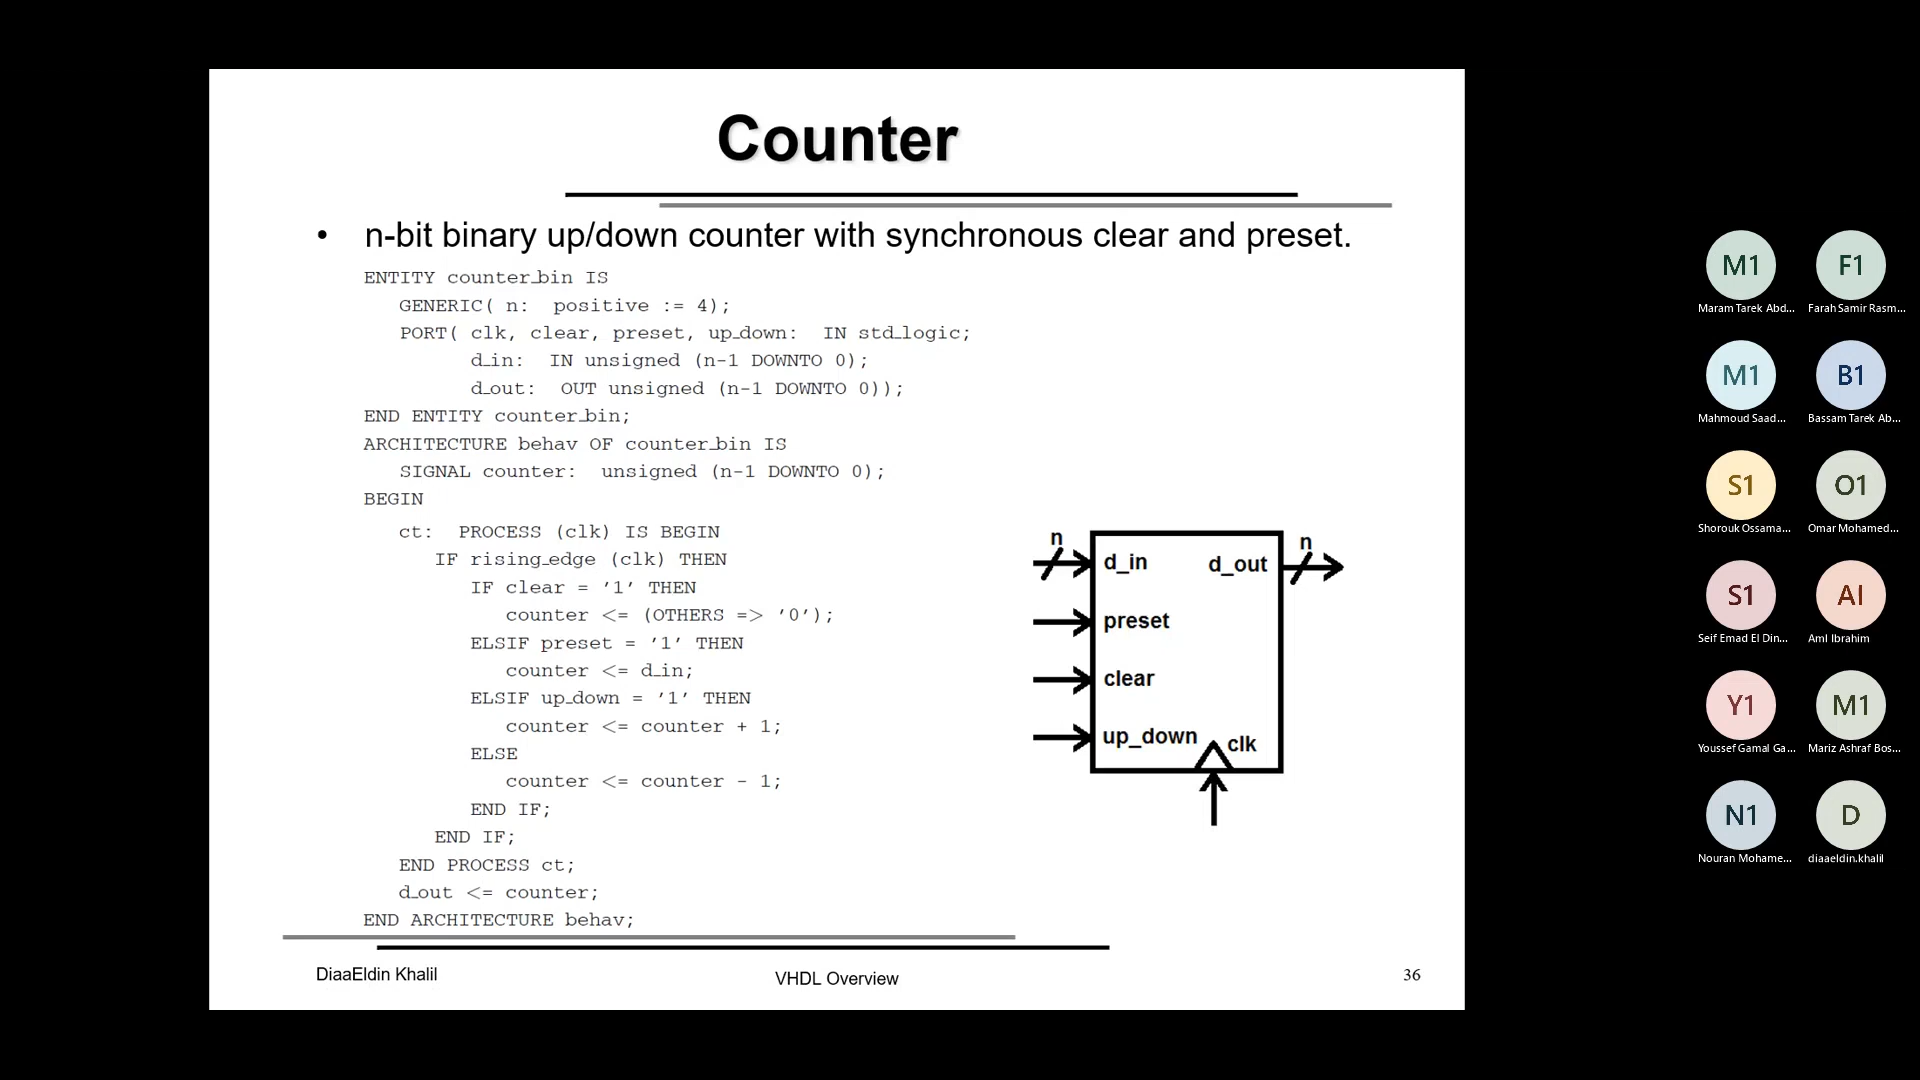 Counter
• n-bit binary up/down counter with synchronous clear and preset.
ENTITY counter_bin IS
GENERIC( n: positive := 4);
PORT( clk, clear, preset, up_down: IN std_logic;
d_in: IN unsigned (n-1 DOWNTO 0);
d_out: OUT unsigned (n-1 DOWNTO 0));
END ENTITY counter_bin;
ARCHITECTURE behav OF counter_bin IS
SIGNAL counter: unsigned (n-1 DOWNTO 0);
BEGIN
ct: PROCESS (clk) IS BEGIN
IF rising_edge (clk) THEN
IF clear = ’1’ THEN
counter <= (OTHERS => ’0’);
ELSIF preset = ’1’ THEN
counter <= d_in;
ELSIF up_down = ’1’ THEN
counter <= counter + 1;
ELSE
counter <= counter - 1;
END IF;
END IF;
END PROCESS ct;
d_out <= counter;
END ARCHITECTURE behav;
n
n
d_in
d_out
preset
clear
up_down
clk
DiaaEldin Khalil
VHDL Overview
36
M1
F1
Maram Tarek Abd...
Farah Samir Rasm...
M1
B1
Mahmoud Saad...
Bassam Tarek Ab...
S1
O1
Shorouk Ossama...
Omar Mohamed...
S1
AI
Seif Emad El Din...
Aml Ibrahim
Y1
M1
Youssef Gamal Ga...
Mariz Ashraf Bos...
N1
D
Nouran Mohame...
diaaeldin.khalil